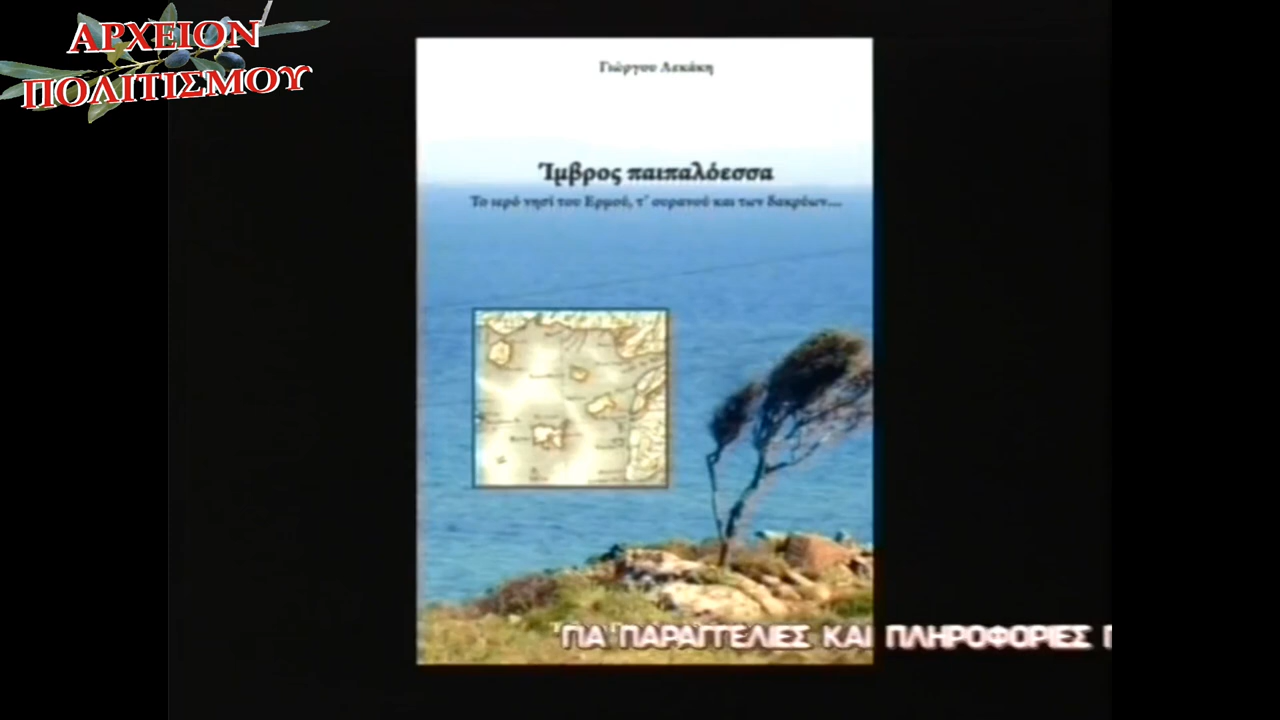 ΑΡΧΕΙΟΝ
ΠΟΛΙΤΙΣΜΟΥ
Γιώργου Λεκάκη
Ίμβρος παιπαλόεσσα
Το ιερό νησί του Ερμού, τ' ουρανού και των δακρύων...
ΓΙΑ ΠΑΡΑΓΓΕΛΙΕΣ ΚΑΙ ΠΛΗΡΟΦΟΡΙΕΣ